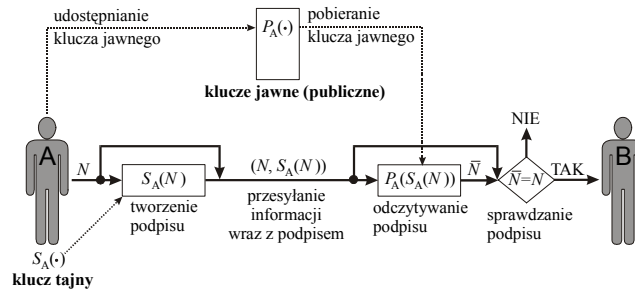 udostępnianie
klucza jawnego
P_A(·)
pobieranie
klucza jawnego
klucze jawne (publiczne)
A
B
NIE
N
S_A(N)
(N, S_A(N))
P_A(S_A(N))
N̅
N̅=N
TAK
tworzenie
podpisu
przesyłanie
informacji
wraz z podpisem
odczytywanie
podpisu
sprawdzanie
podpisu
S_A(·)
klucz tajny